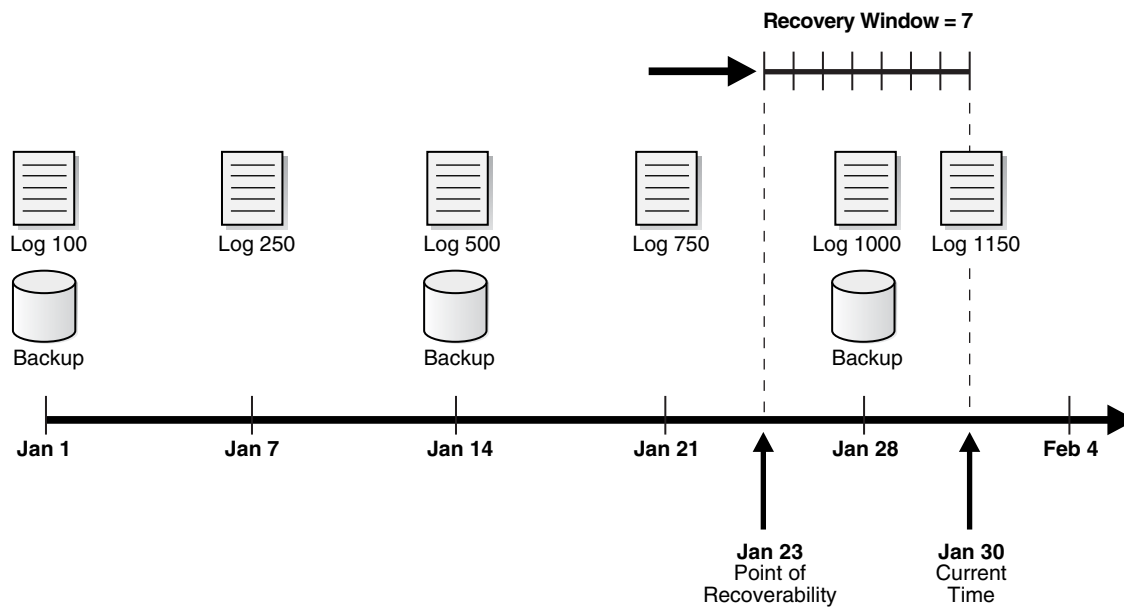 Recovery Window = 7
Log 100
Log 250
Log 500
Log 750
Log 1000
Log 1150
Backup
Backup
Backup
Jan 1
Jan 7
Jan 14
Jan 21
Jan 28
Feb 4
Jan 23
Point of
Recoverability
Jan 30
Current
Time